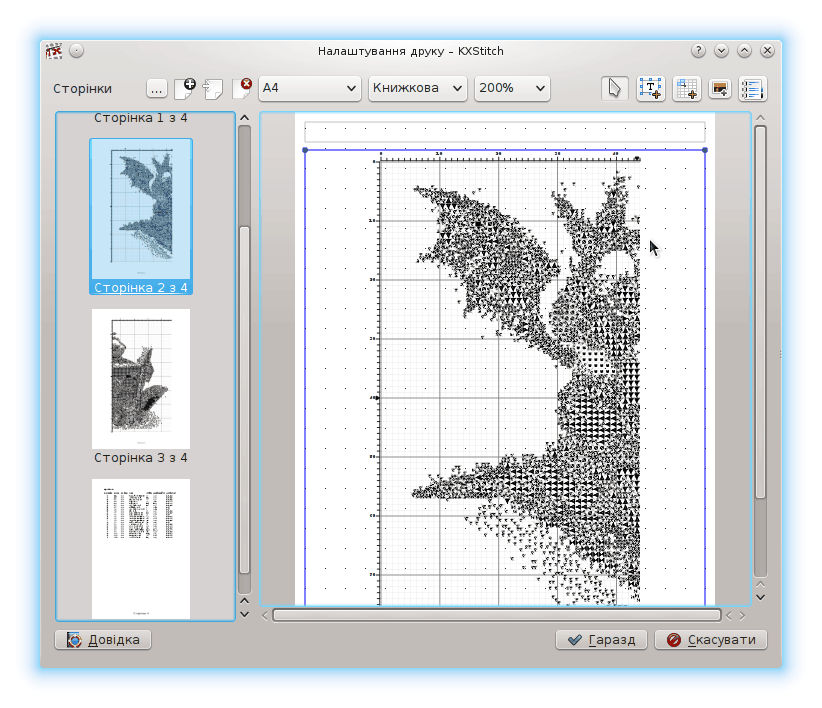 Налаштування друку – KXStitch
Сторінки ... A4 Книжкова 200%
Сторінка 1 з 4
Сторінка 2 з 4
Сторінка 3 з 4
Довідка Гаразд Скасувати